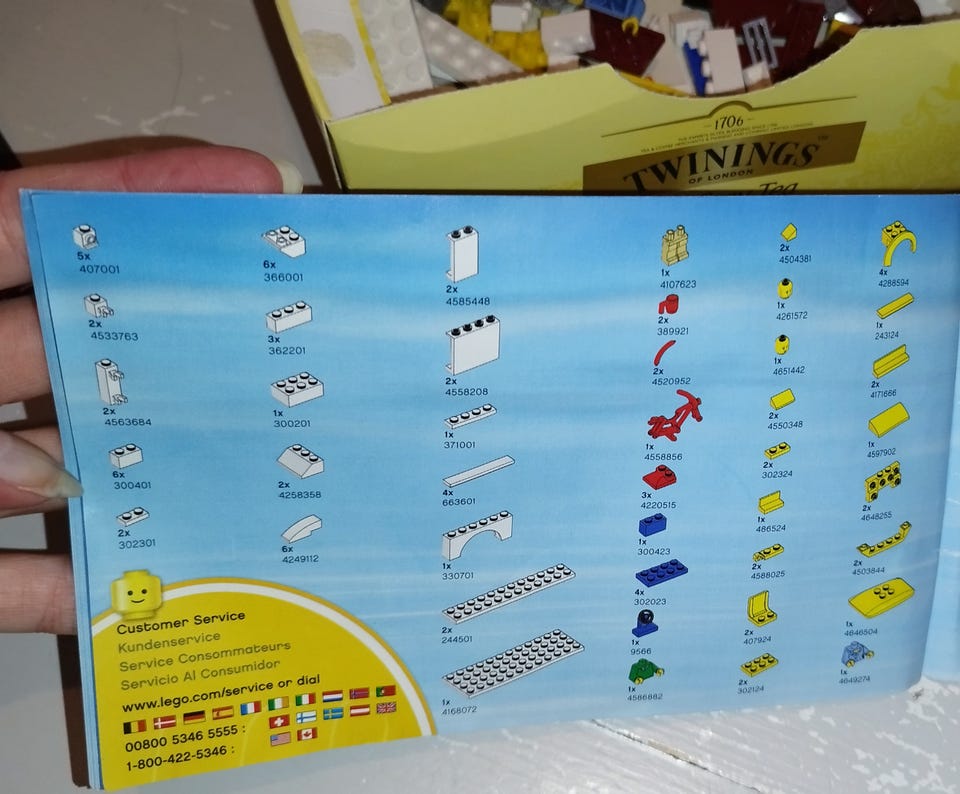 1706
TWININGS
OF LONDON
Tea
5x
407001
2x
4533763
2x
4563684
6x
300401
2x
302301
6x
366001
3x
362201
1x
300201
2x
4258358
6x
4249112
2x
4585448
2x
4558208
1x
371001
4x
663601
1x
330701
2x
244501
1x
4168072
1x
4107623
2x
389921
2x
4520952
1x
4558856
3x
4220515
1x
300423
4x
302023
1x
9566
1x
4586882
2x
4504381
1x
4261572
1x
4651442
2x
4550348
2x
302324
1x
486524
2x
4588025
2x
407924
2x
302124
4x
4288594
1x
243124
2x
4171686
1x
4597902
2x
4648255
2x
4503844
1x
4646504
1x
4649274
Customer Service
Kundenservice
Service Consommateurs
Servicio Al Consumidor
www.lego.com/service or dial
00800 5346 5555 :
1-800-422-5346 :